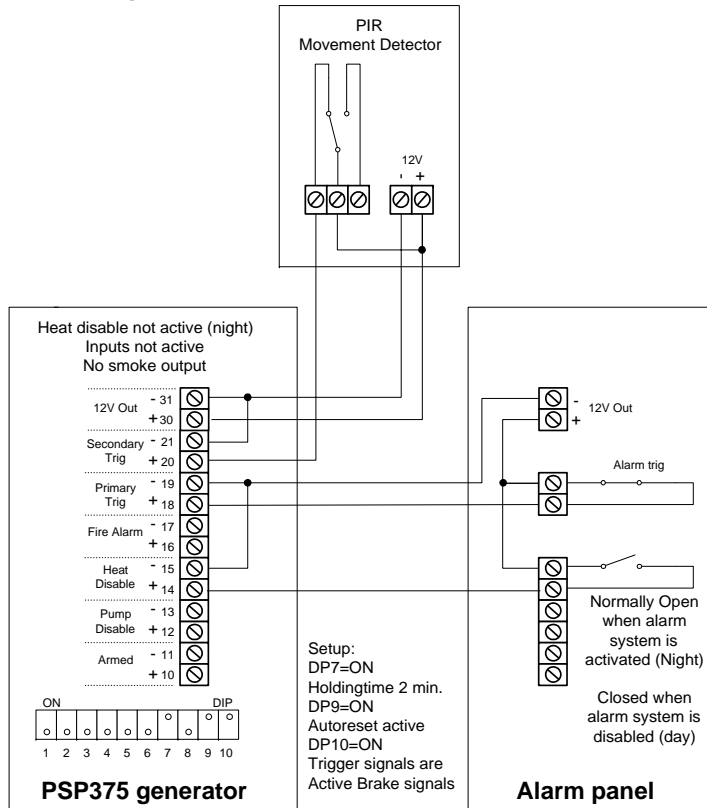 PIR
Movement Detector
12V
- +
Heat disable not active (night)
Inputs not active
No smoke output
12V Out
- 31
+ 30
Secondary
Trig
- 21
+ 20
Primary
Trig
- 19
+ 18
Fire Alarm
- 17
+ 16
Heat
Disable
- 15
+ 14
Pump
Disable
- 13
+ 12
Armed
- 11
+ 10
ON DIP
1 2 3 4 5 6 7 8 9 10
PSP375 generator
Setup:
DP7=ON
Holdingtime 2 min.
DP9=ON
Autoreset active
DP10=ON
Trigger signals are
Active Brake signals
-
+
12V Out
Alarm trig
Normally Open
when alarm
system is
activated (Night)
Closed when
alarm system is
disabled (day)
Alarm panel